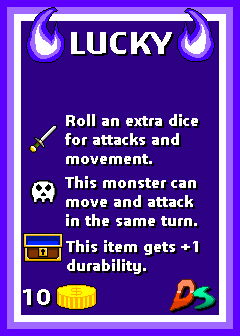 LUCKY
Roll an extra dice
for attacks and
movement.
This monster can
move and attack
in the same turn.
This item gets +1
durability.
10
DS